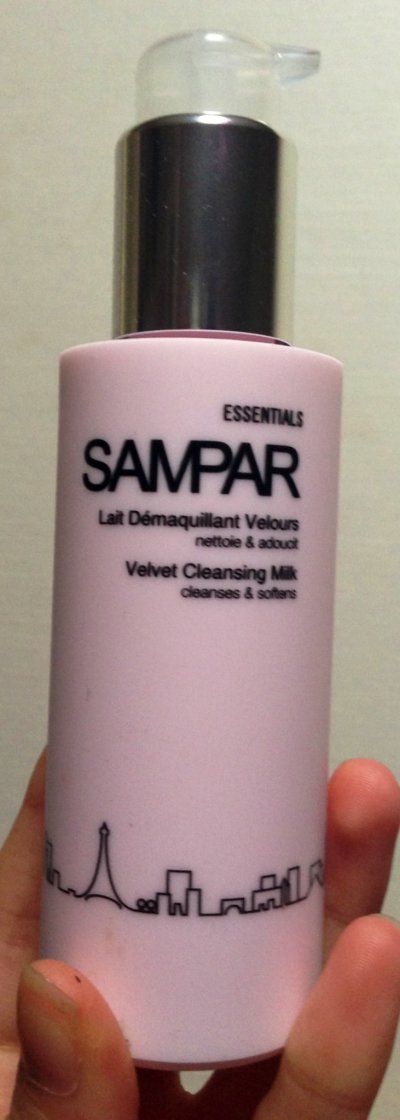 ESSENTIALS
SAMPAR
Lait Démaquillant Velours
nettoie & adoucit
Velvet Cleansing Milk
cleanses & softens